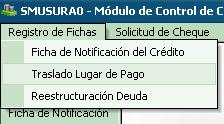 SMUSURA0 - Módulo de Control de C
Registro de Fichas Solicitud de Cheque
Ficha de Notificación del Crédito
Traslado Lugar de Pago
Reestructuración Deuda
Ficha de Notificación